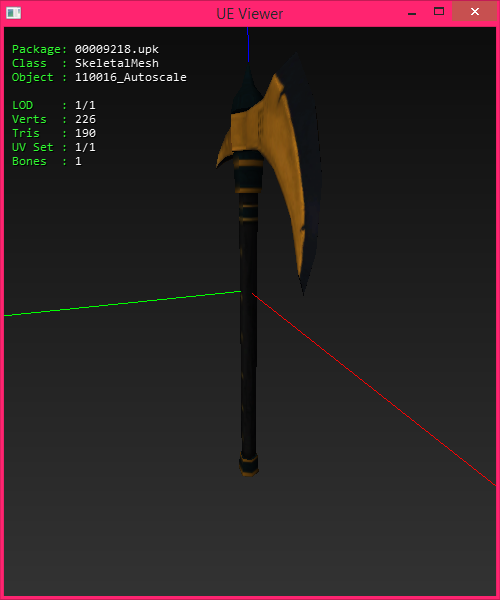 UE Viewer
Package: 00009218.upk
Class  : SkeletalMesh
Object : 110016_Autoscale
LOD    : 1/1
Verts  : 226
Tris   : 190
UV Set : 1/1
Bones  : 1